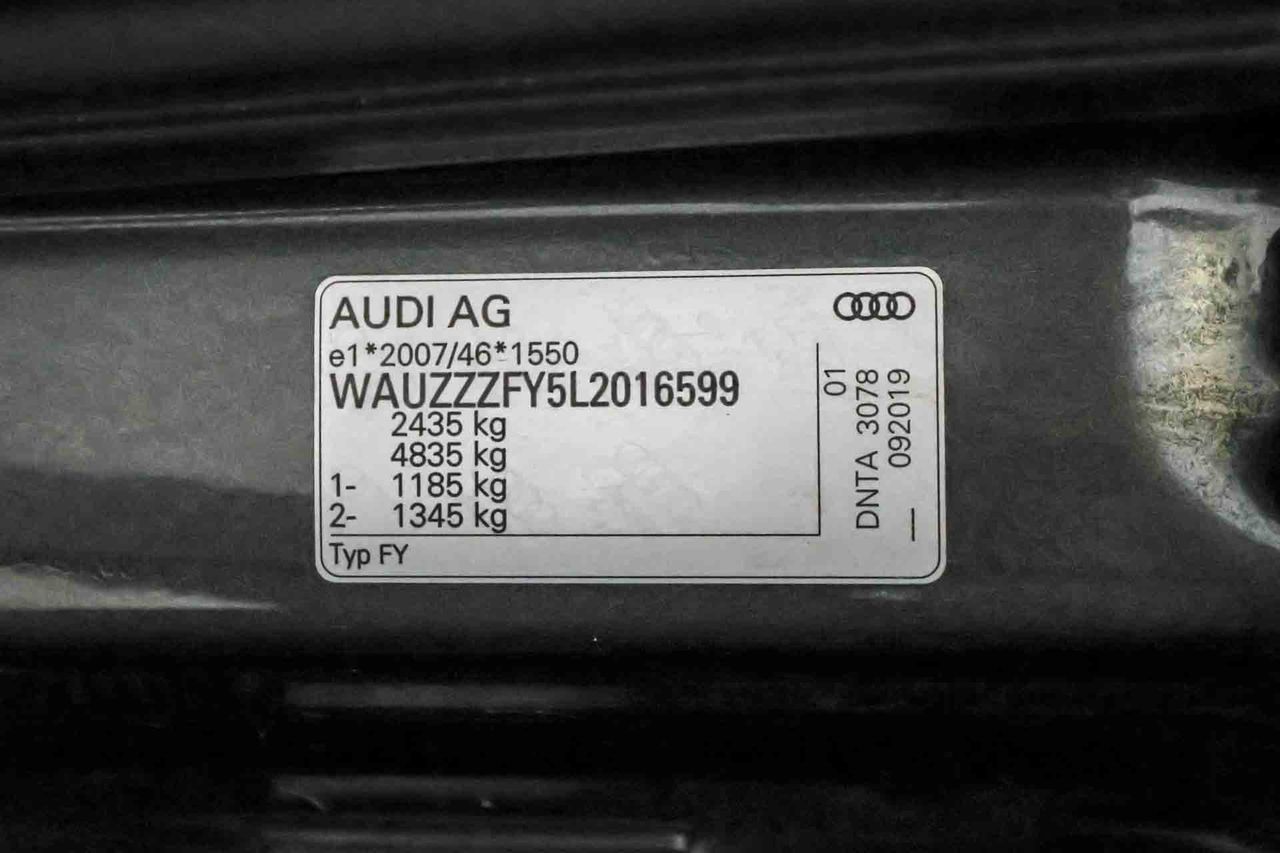 AUDI AG
e1*2007/46*1550
WAUZZZFY5L2016599
2435 kg
4835 kg
1- 1185 kg
2- 1345 kg
Typ FY
01
DNTA 3078
— 092019